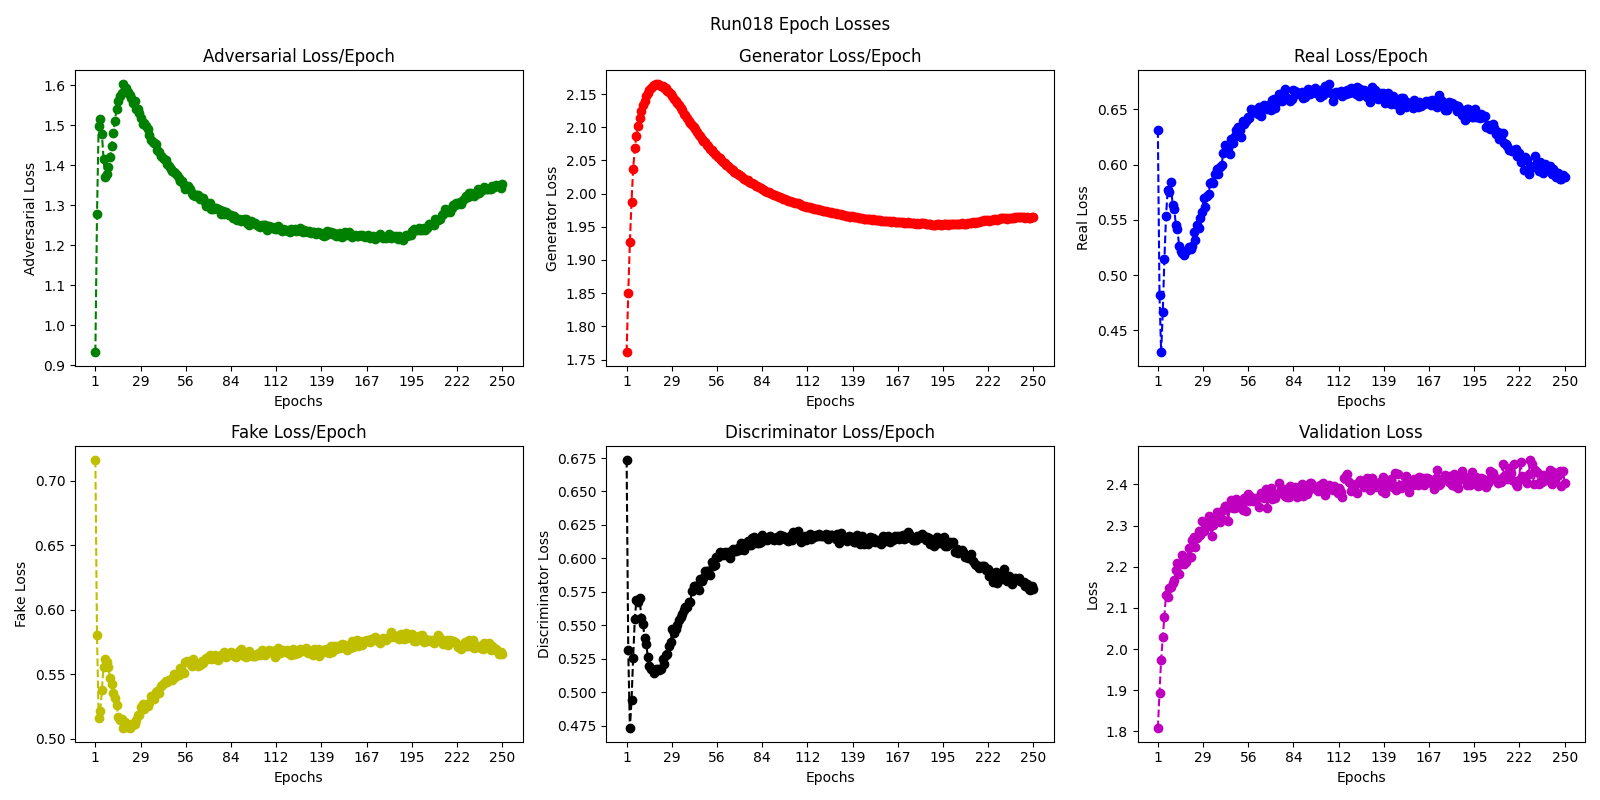 Run018 Epoch Losses
Adversarial Loss/Epoch
Adversarial Loss
1.6
1.5
1.4
1.3
1.2
1.1
1.0
0.9
1 29 56 84 112 139 167 195 222 250
Epochs
Generator Loss/Epoch
Generator Loss
2.15
2.10
2.05
2.00
1.95
1.90
1.85
1.80
1.75
1 29 56 84 112 139 167 195 222 250
Epochs
Real Loss/Epoch
Real Loss
0.65
0.60
0.55
0.50
0.45
1 29 56 84 112 139 167 195 222 250
Epochs
Fake Loss/Epoch
Fake Loss
0.70
0.65
0.60
0.55
0.50
1 29 56 84 112 139 167 195 222 250
Epochs
Discriminator Loss/Epoch
Discriminator Loss
0.675
0.650
0.625
0.600
0.575
0.550
0.525
0.500
0.475
1 29 56 84 112 139 167 195 222 250
Epochs
Validation Loss
Loss
2.4
2.3
2.2
2.1
2.0
1.9
1.8
1 29 56 84 112 139 167 195 222 250
Epochs